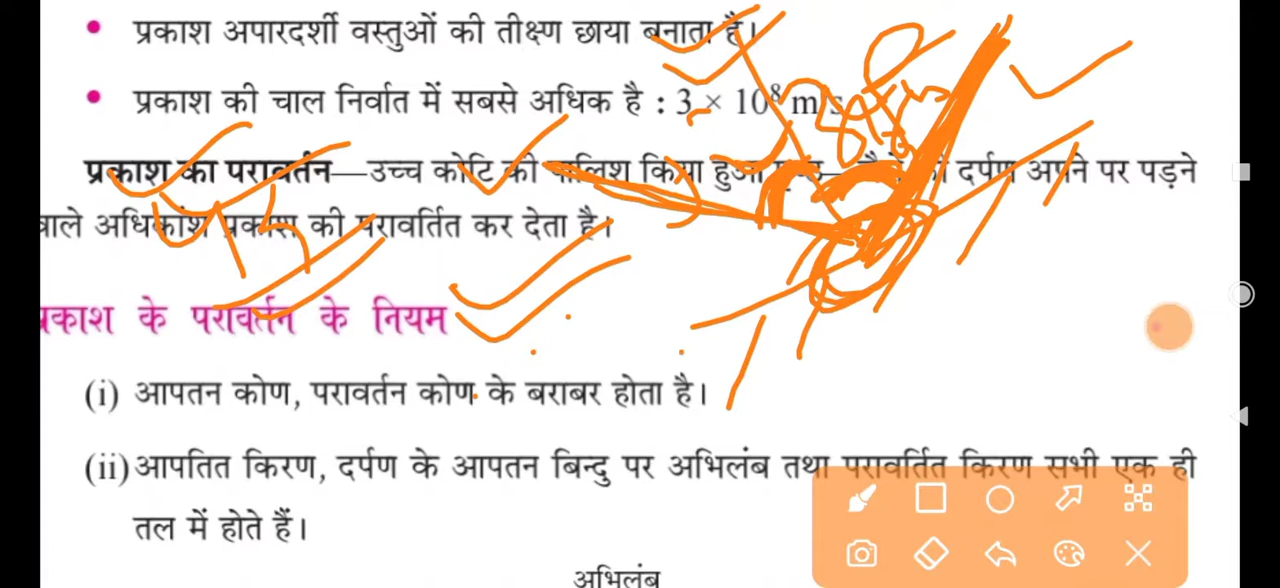 • प्रकाश अपारदर्शी वस्तुओं की तीक्ष्ण छाया बनाता है।
• प्रकाश की चाल निर्वात में सबसे अधिक है : 3 × 10⁸ m/s
प्रकाश का परावर्तन—उच्च कोटि की पालिश किया हुआ दर्पण अपने पर पड़ने
वाले अधिकांश प्रकाश को परावर्तित कर देता है।
प्रकाश के परावर्तन के नियम
(i) आपतन कोण, परावर्तन कोण के बराबर होता है।
(ii) आपतित किरण, दर्पण के आपतन बिन्दु पर अभिलंब तथा परावर्तित किरण सभी एक ही
तल में होते हैं।
अभिलंब